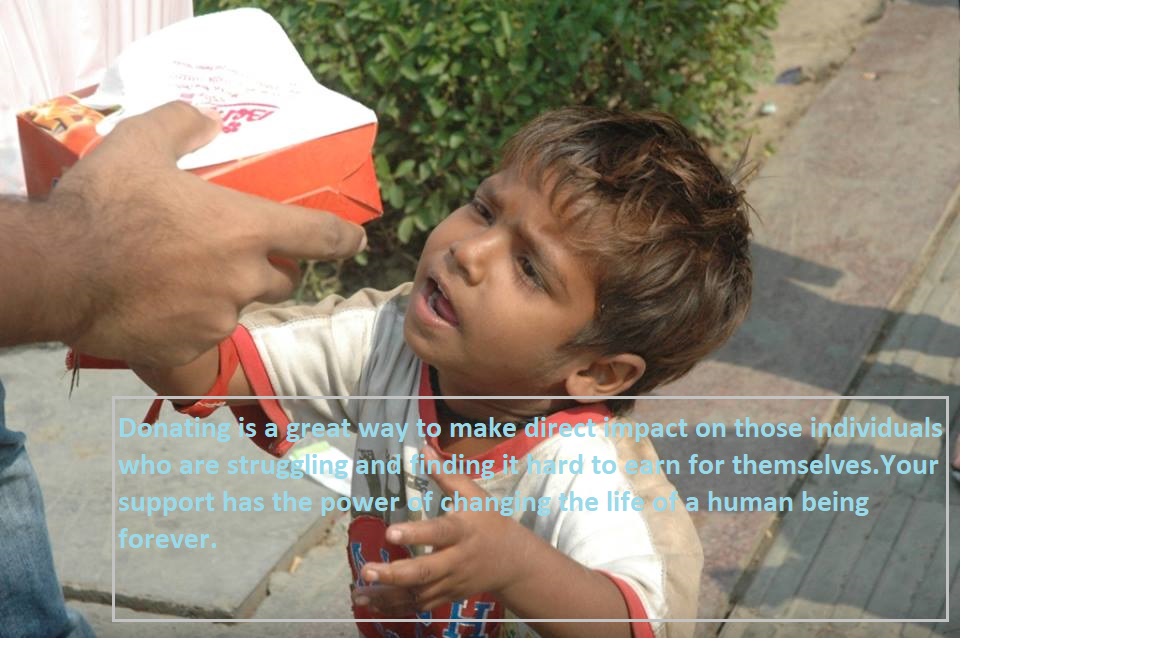 Donating is a great way to make direct impact on those individuals
who are struggling and finding it hard to earn for themselves.Your
support has the power of changing the life of a human being
forever.